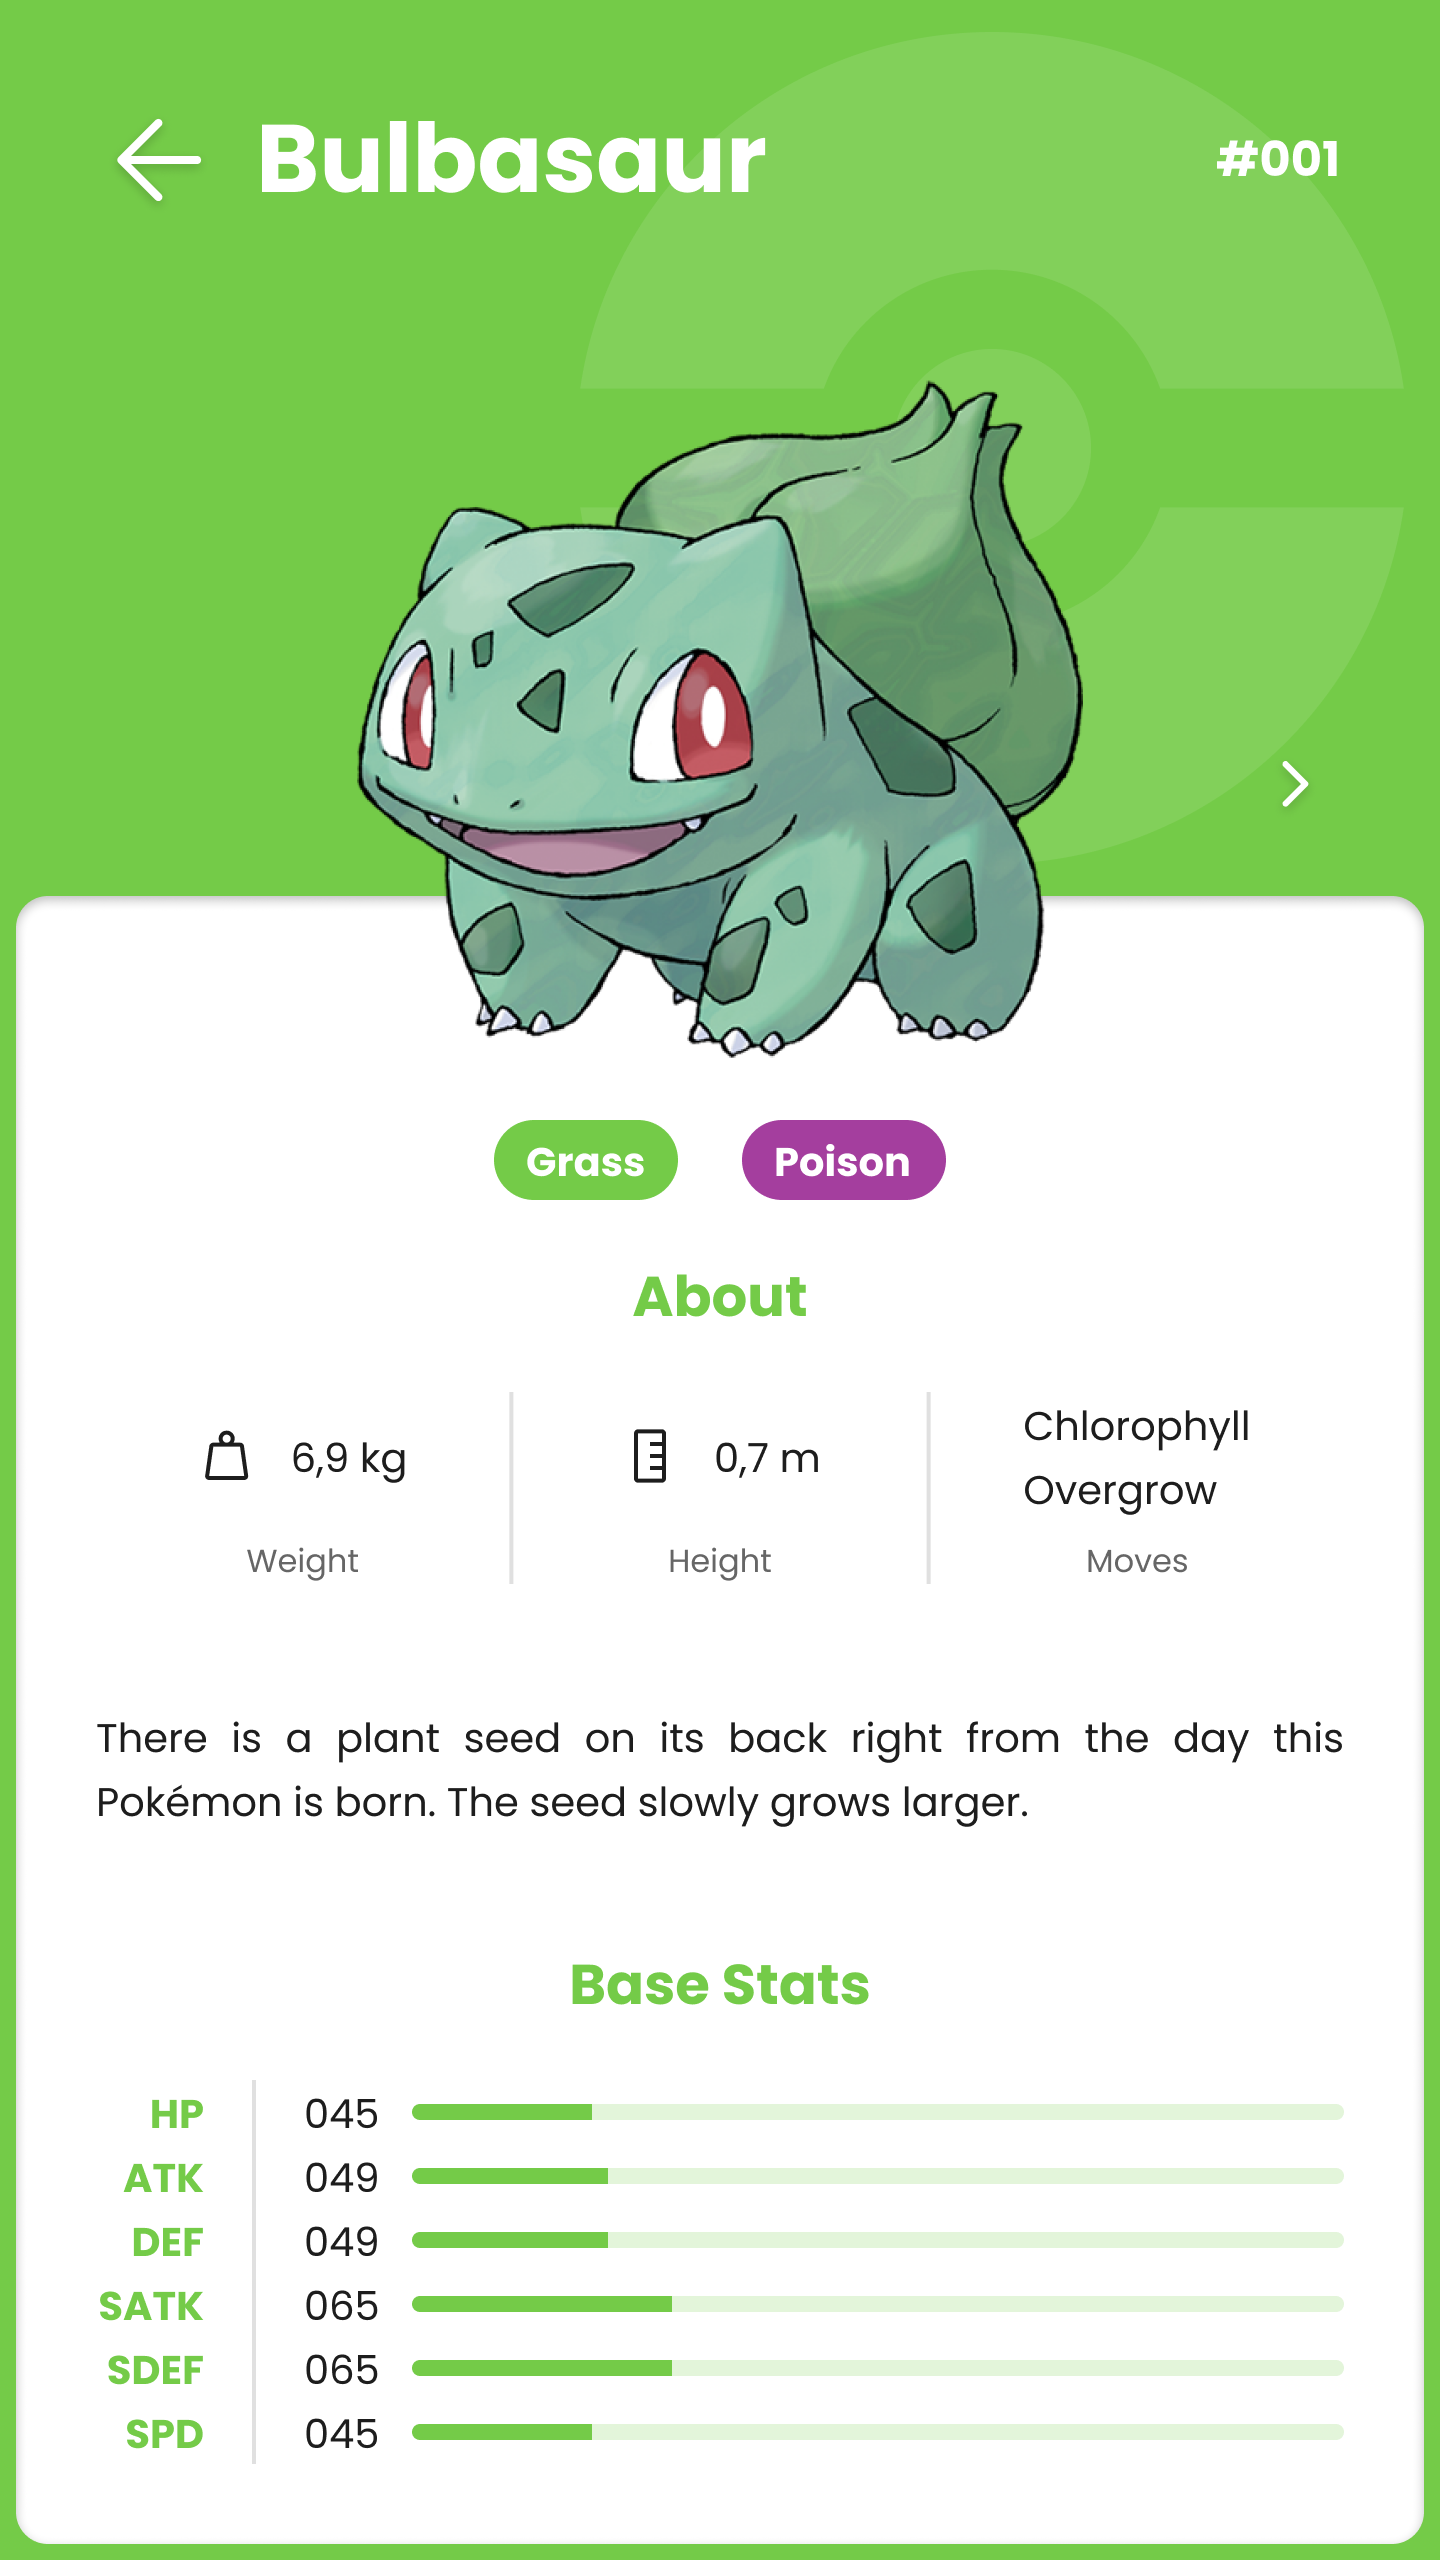 Bulbasaur
#001
Grass
Poison
About
6,9 kg
Weight
0,7 m
Height
Chlorophyll
Overgrow
Moves
There is a plant seed on its back right from the day this
Pokémon is born. The seed slowly grows larger.
Base Stats
HP 045
ATK 049
DEF 049
SATK 065
SDEF 065
SPD 045